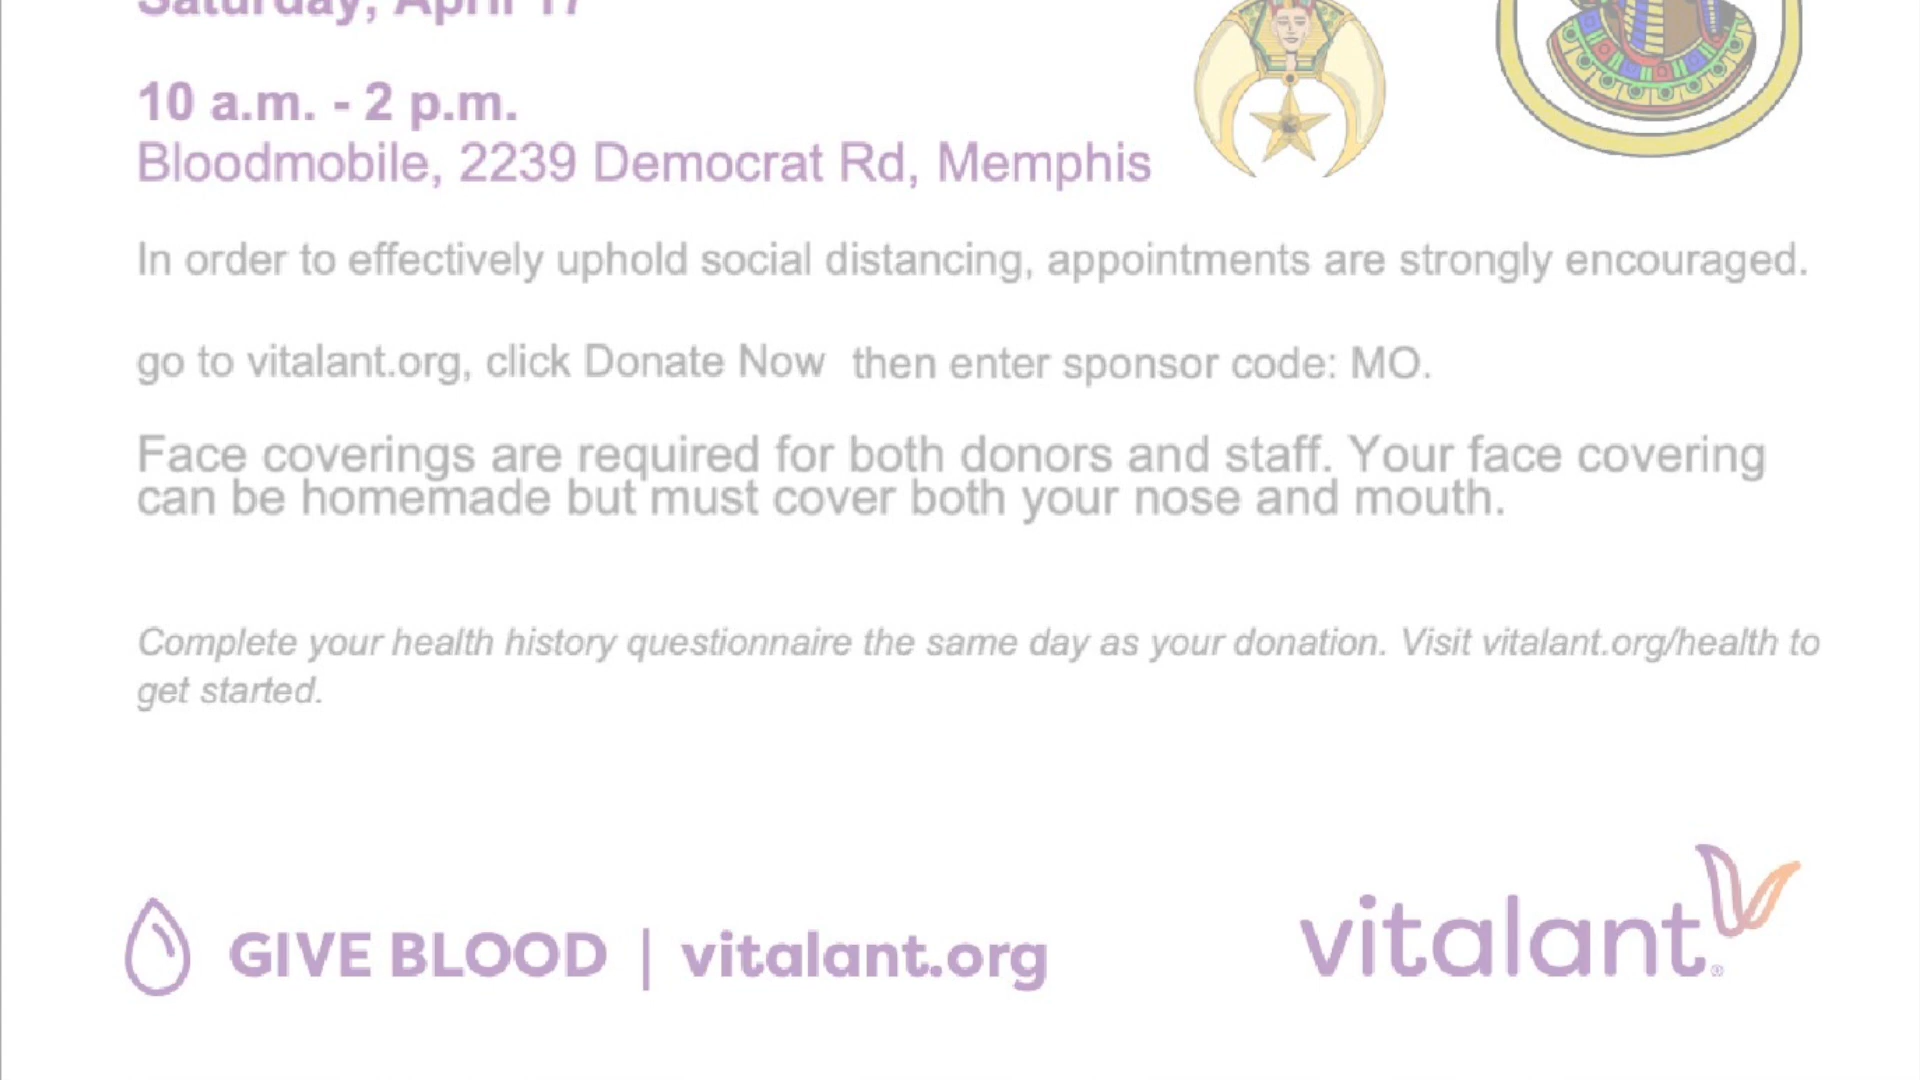 Saturday, April 17
10 a.m. - 2 p.m.
Bloodmobile, 2239 Democrat Rd, Memphis
In order to effectively uphold social distancing, appointments are strongly encouraged.
go to vitalant.org, click Donate Now then enter sponsor code: MO.
Face coverings are required for both donors and staff. Your face covering
can be homemade but must cover both your nose and mouth.
Complete your health history questionnaire the same day as your donation. Visit vitalant.org/health to
get started.
GIVE BLOOD | vitalant.org
vitalant®